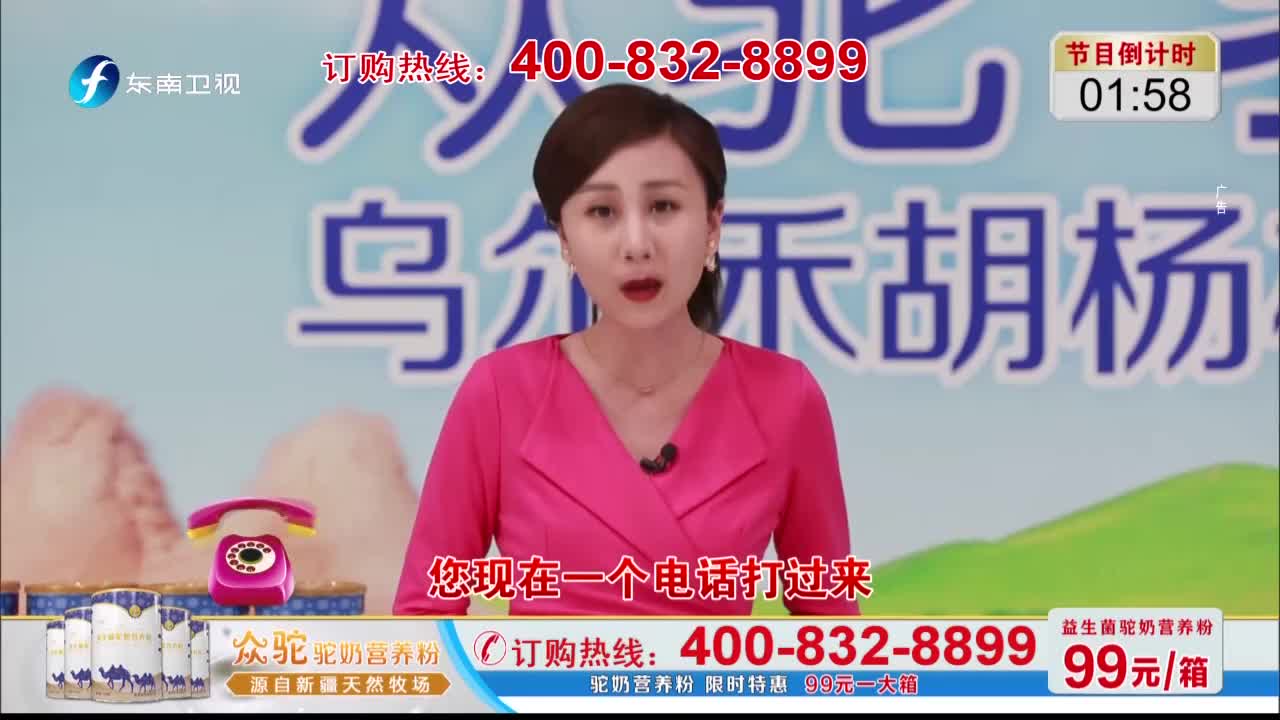 订购热线：400-832-8899
东南卫视
节目倒计时
01:58
众驼
乌尔禾胡杨
广告
您现在一个电话打过来
众驼 驼奶营养粉
源自新疆天然牧场
订购热线：400-832-8899
驼奶营养粉 限时特惠 99元一大箱
益生菌驼奶营养粉
99元/箱